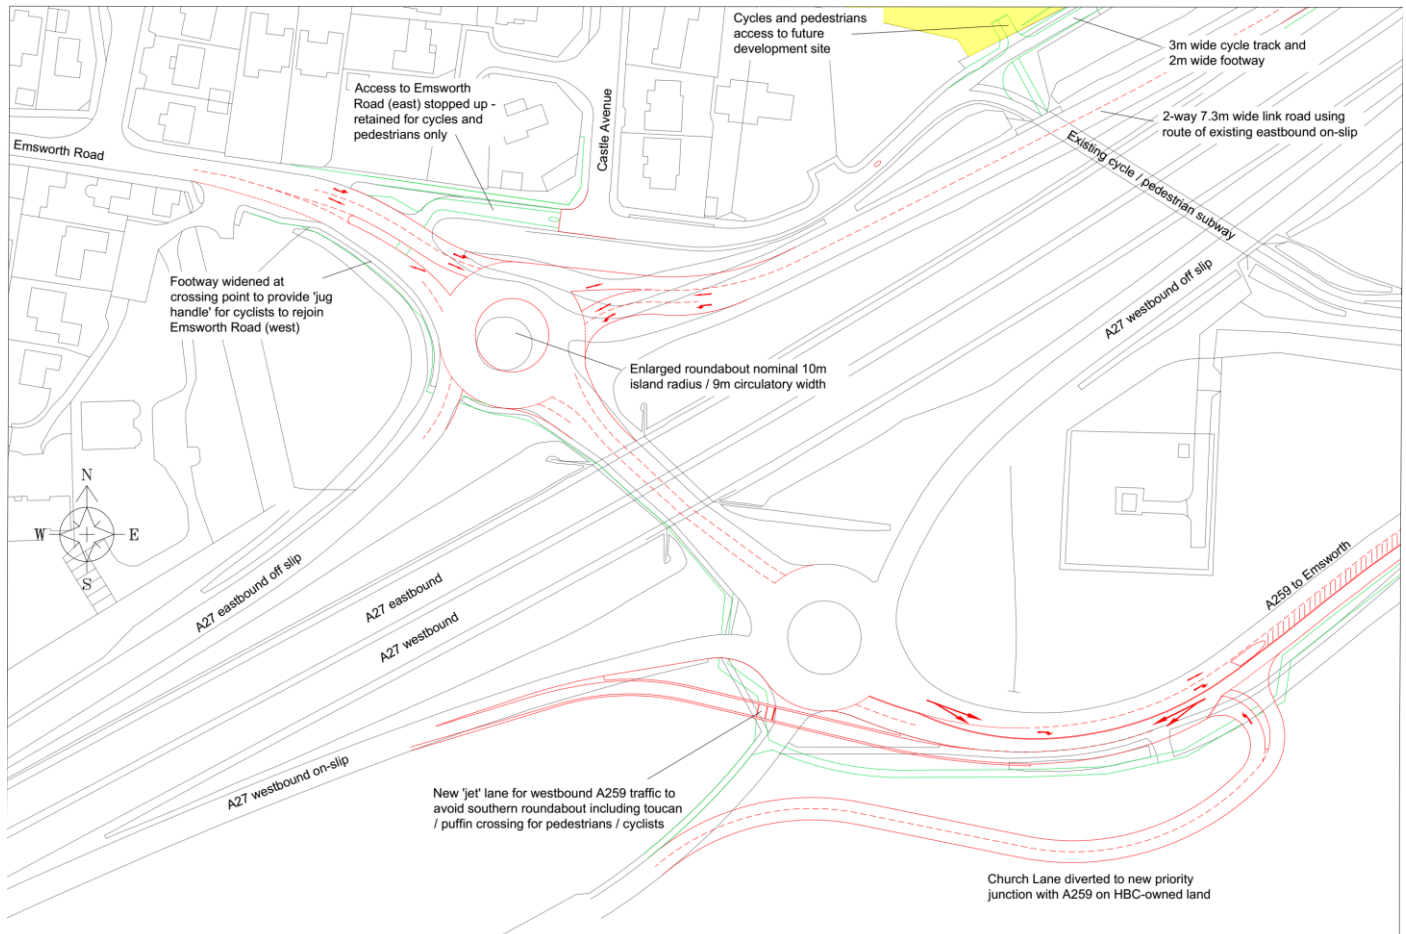 Cycles and pedestrians
access to future
development site
3m wide cycle track and
2m wide footway
Access to Emsworth
Road (east) stopped up -
retained for cycles and
pedestrians only
Castle Avenue
2-way 7.3m wide link road using
route of existing eastbound on-slip
Emsworth Road
Existing cycle / pedestrian subway
Footway widened at
crossing point to provide 'jug
handle' for cyclists to rejoin
Emsworth Road (west)
A27 westbound off slip
Enlarged roundabout nominal 10m
island radius / 9m circulatory width
N
W
E
S
A27 eastbound off slip
A27 eastbound
A27 westbound
A259 to Emsworth
A27 westbound on-slip
New 'jet' lane for westbound A259 traffic to
avoid southern roundabout including toucan
/ puffin crossing for pedestrians / cyclists
Church Lane diverted to new priority
junction with A259 on HBC-owned land